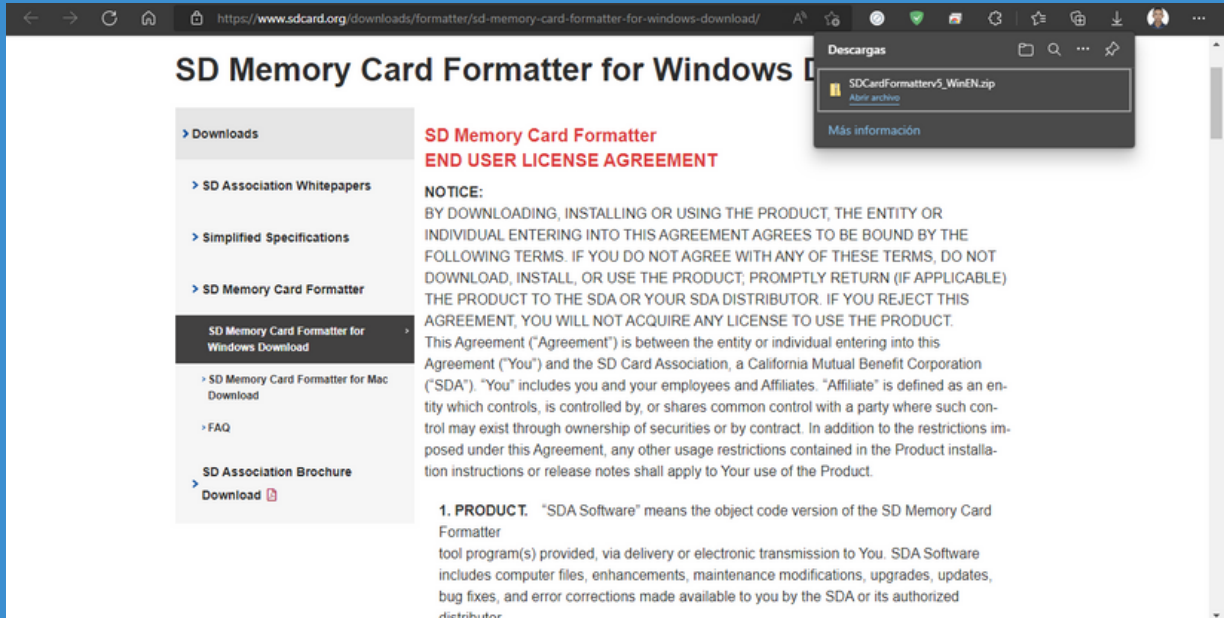 https://www.sdcard.org/downloads/formatter/sd-memory-card-formatter-for-windows-download/
Descargas
SDCardFormatterv5_WinEN.zip
Abrir archivo
Más información
SD Memory Card Formatter for Windows D
Downloads
SD Association Whitepapers
Simplified Specifications
SD Memory Card Formatter
SD Memory Card Formatter for
Windows Download
SD Memory Card Formatter for Mac
Download
FAQ
SD Association Brochure
Download
SD Memory Card Formatter
END USER LICENSE AGREEMENT
NOTICE:
BY DOWNLOADING, INSTALLING OR USING THE PRODUCT, THE ENTITY OR
INDIVIDUAL ENTERING INTO THIS AGREEMENT AGREES TO BE BOUND BY THE
FOLLOWING TERMS. IF YOU DO NOT AGREE WITH ANY OF THESE TERMS, DO NOT
DOWNLOAD, INSTALL, OR USE THE PRODUCT; PROMPTLY RETURN (IF APPLICABLE)
THE PRODUCT TO THE SDA OR YOUR SDA DISTRIBUTOR. IF YOU REJECT THIS
AGREEMENT, YOU WILL NOT ACQUIRE ANY LICENSE TO USE THE PRODUCT.
This Agreement (“Agreement”) is between the entity or individual entering into this
Agreement (“You”) and the SD Card Association, a California Mutual Benefit Corporation
(“SDA”). “You” includes you and your employees and Affiliates. “Affiliate” is defined as an en-
tity which controls, is controlled by, or shares common control with a party where such con-
trol may exist through ownership of securities or by contract. In addition to the restrictions im-
posed under this Agreement, any other usage restrictions contained in the Product installa-
tion instructions or release notes shall apply to Your use of the Product.
1. PRODUCT. “SDA Software” means the object code version of the SD Memory Card
Formatter
tool program(s) provided, via delivery or electronic transmission to You. SDA Software
includes computer files, enhancements, maintenance modifications, upgrades, updates,
bug fixes, and error corrections made available to you by the SDA or its authorized
distributor